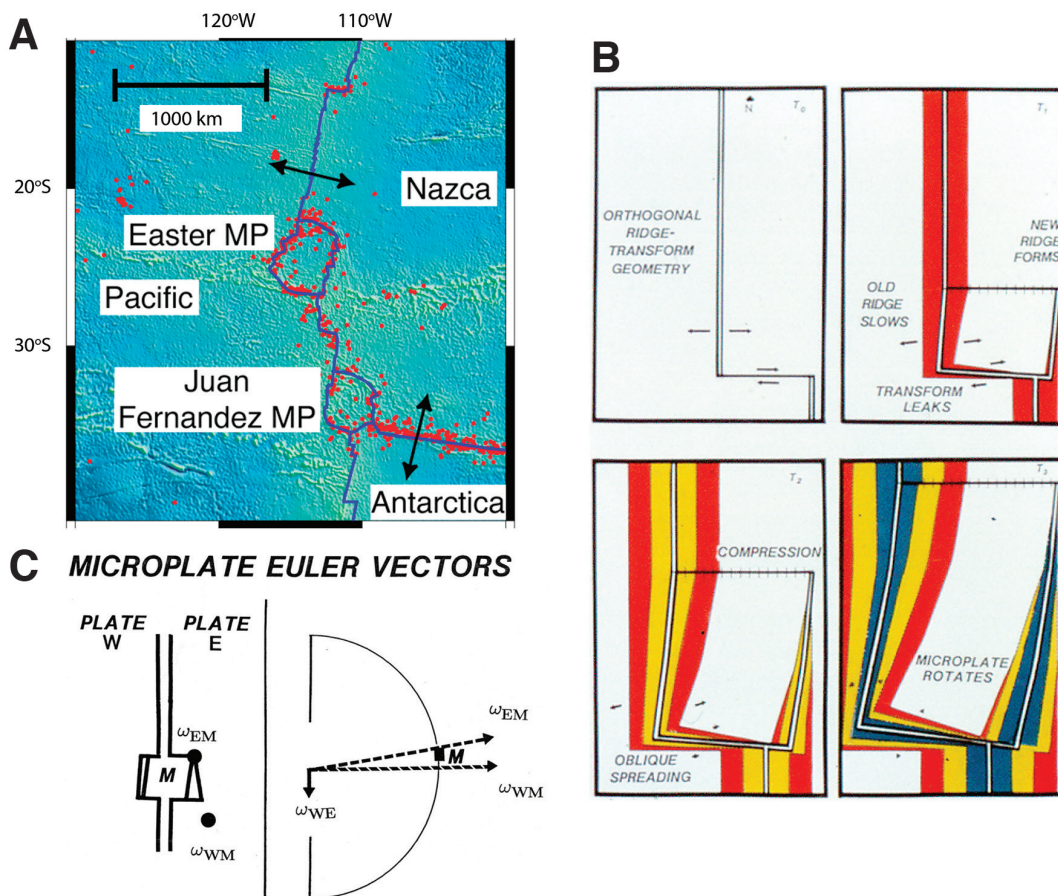 A
120°W
110°W
1000 km
20°S
30°S
Nazca
Easter MP
Pacific
Juan
Fernandez MP
Antarctica
B
N
T₀
ORTHOGONAL
RIDGE-
TRANSFORM
GEOMETRY
T₁
NEW
RIDGE
FORMS
OLD
RIDGE
SLOWS
TRANSFORM
LEAKS
T₂
COMPRESSION
OBLIQUE
SPREADING
T₃
MICROPLATE
ROTATES
C
MICROPLATE EULER VECTORS
PLATE
W
PLATE
E
ωEM
M
ωWM
ωEM
M
ωWM
ωWE